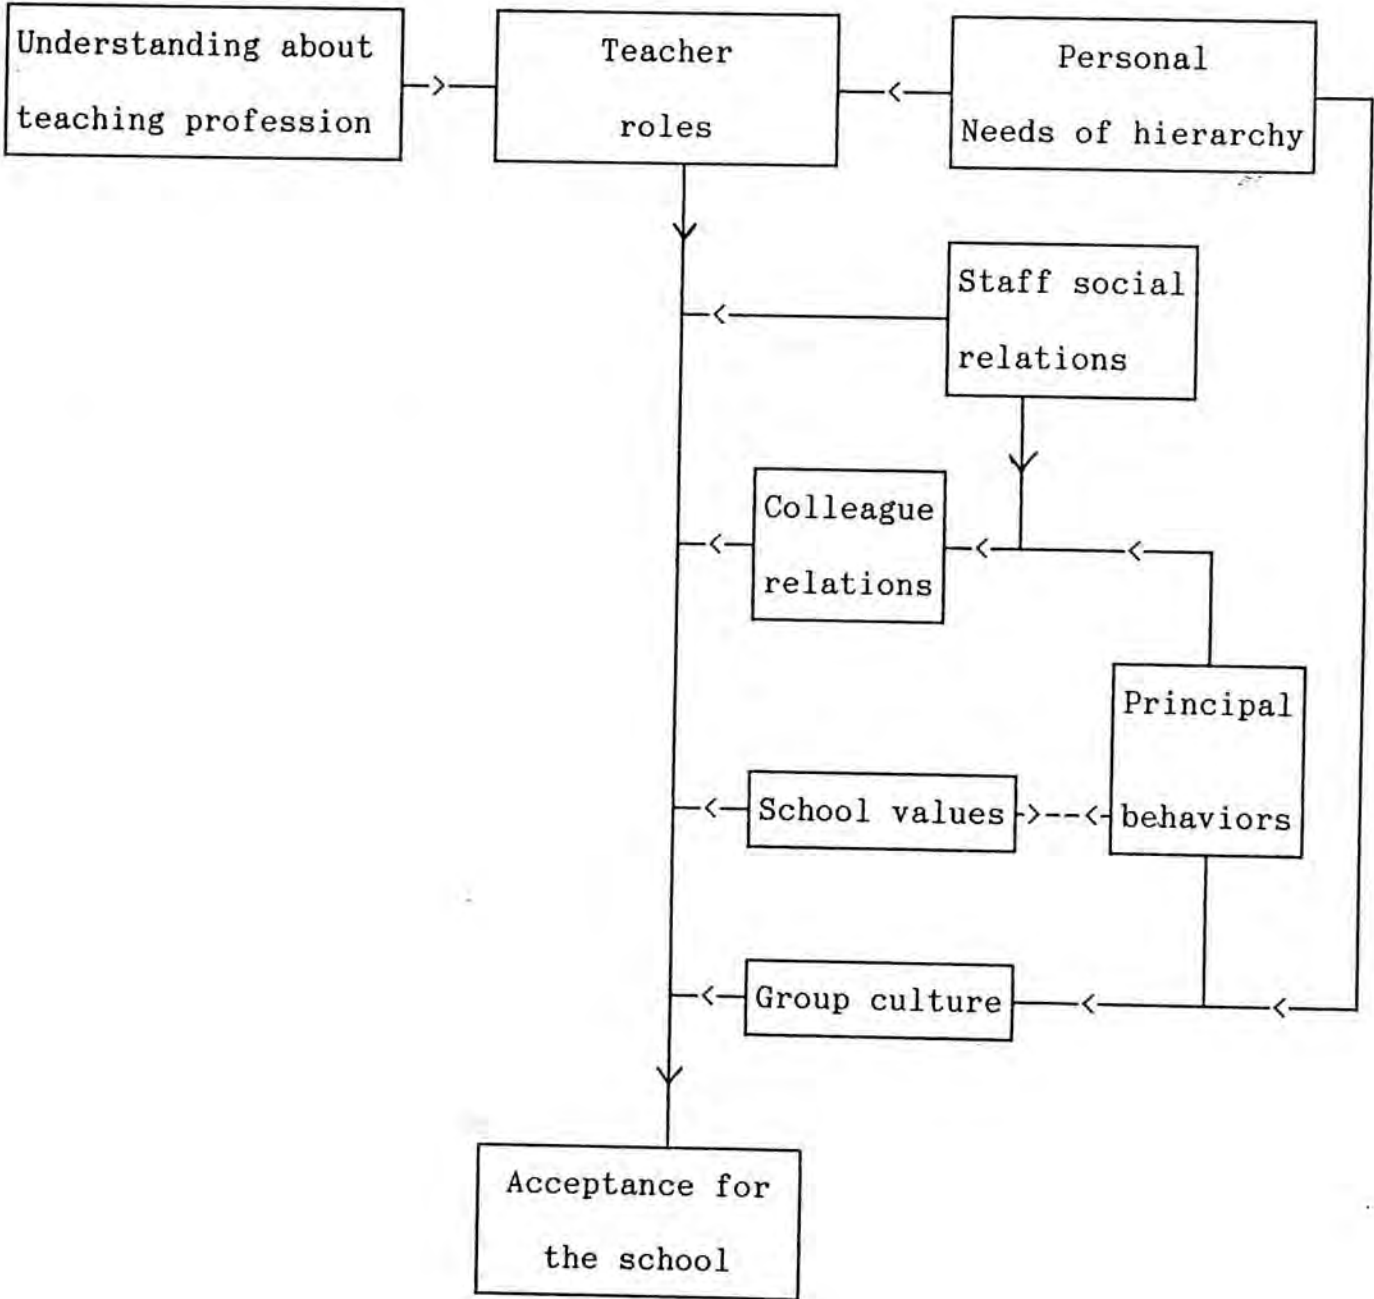 Understanding about
teaching profession
Teacher
roles
Personal
Needs of hierarchy
Staff social
relations
Colleague
relations
Principal
behaviors
School values
Group culture
Acceptance for
the school